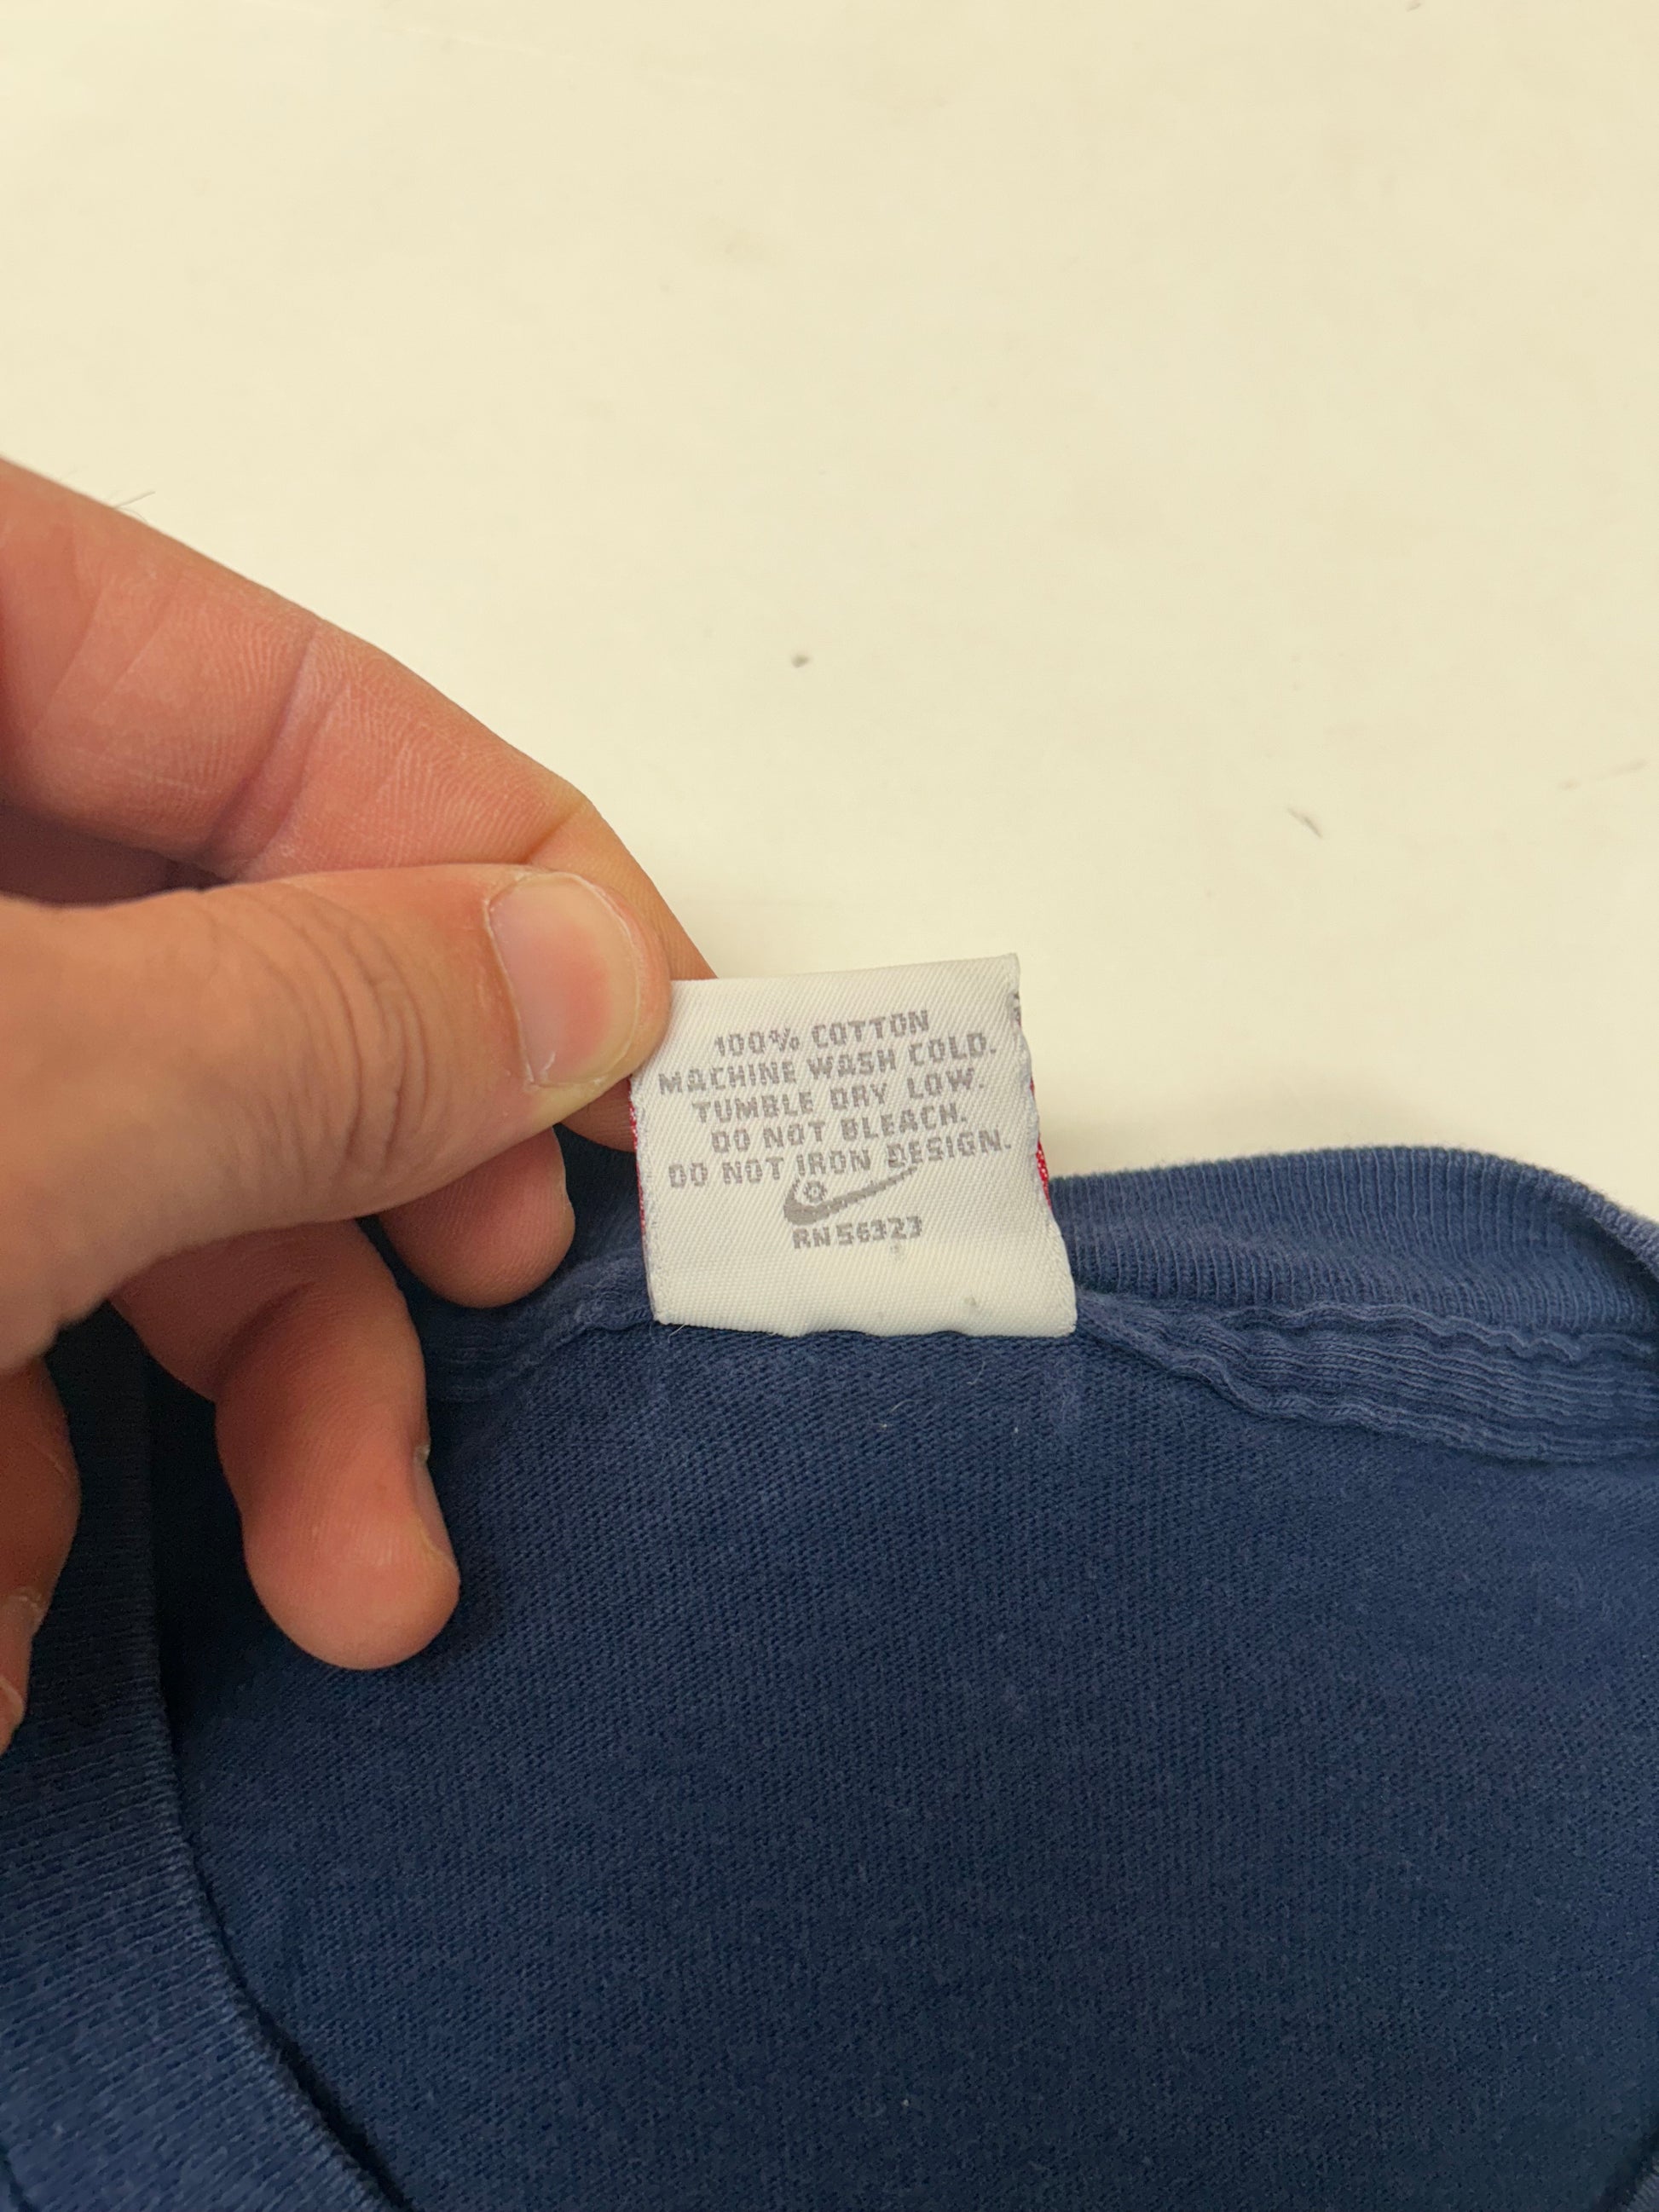 100% COTTON
MACHINE WASH COLD.
TUMBLE DRY LOW.
DO NOT BLEACH.
DO NOT IRON DESIGN.
R
RN 56323